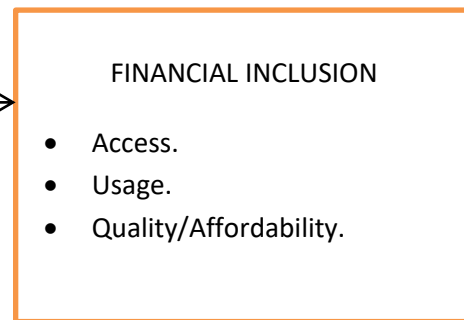 FINANCIAL INCLUSION
• Access.
• Usage.
• Quality/Affordability.